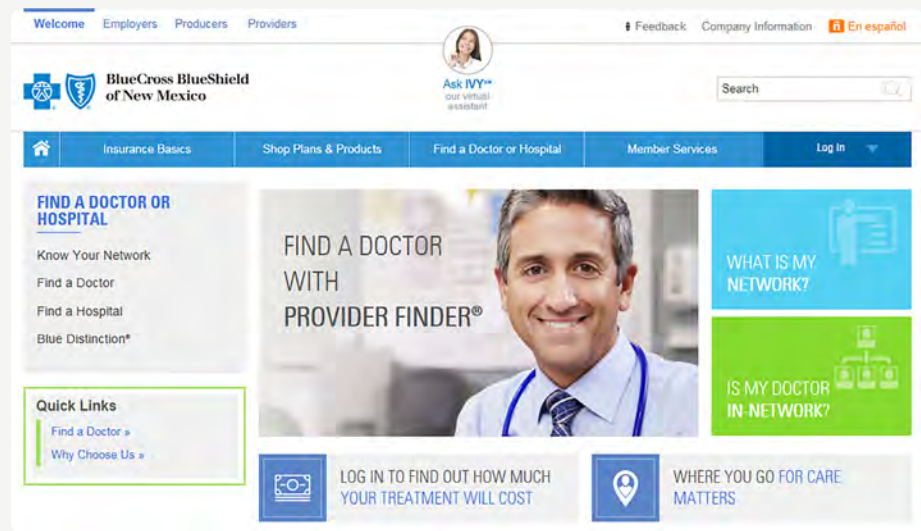 Welcome Employers Producers Providers
Feedback Company Information ñ En español
BlueCross BlueShield
of New Mexico
Ask IVY℠
our virtual
assistant
Search
Insurance Basics Shop Plans & Products Find a Doctor or Hospital Member Services Log In
FIND A DOCTOR OR
HOSPITAL
Know Your Network
Find a Doctor
Find a Hospital
Blue Distinction®
Quick Links
Find a Doctor »
Why Choose Us »
FIND A DOCTOR
WITH
PROVIDER FINDER®
WHAT IS MY
NETWORK?
IS MY DOCTOR
IN-NETWORK?
LOG IN TO FIND OUT HOW MUCH
YOUR TREATMENT WILL COST
WHERE YOU GO FOR CARE
MATTERS